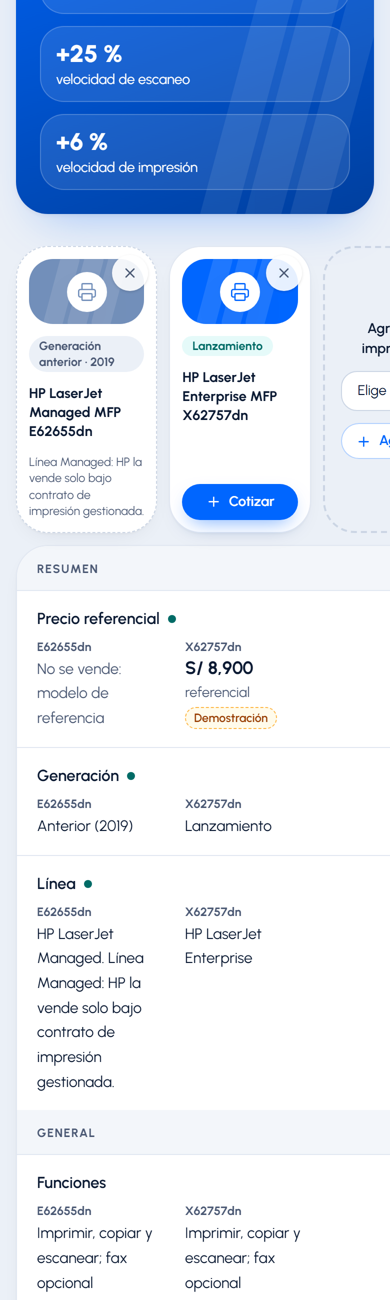 +25 %
velocidad de escaneo
+6 %
velocidad de impresión
Generación
anterior · 2019
HP LaserJet
Managed MFP
E62655dn
Línea Managed: HP la
vende solo bajo
contrato de
impresión gestionada.
Lanzamiento
HP LaserJet
Enterprise MFP
X62757dn
+ Cotizar
Agr
impr
Elige
+ Ag
RESUMEN
Precio referencial
E62655dn
No se vende:
modelo de
referencia
X62757dn
S/ 8,900
referencial
Demostración
Generación
E62655dn
Anterior (2019)
X62757dn
Lanzamiento
Línea
E62655dn
HP LaserJet
Managed. Línea
Managed: HP la
vende solo bajo
contrato de
impresión
gestionada.
X62757dn
HP LaserJet
Enterprise
GENERAL
Funciones
E62655dn
Imprimir, copiar y
escanear; fax
opcional
X62757dn
Imprimir, copiar y
escanear; fax
opcional